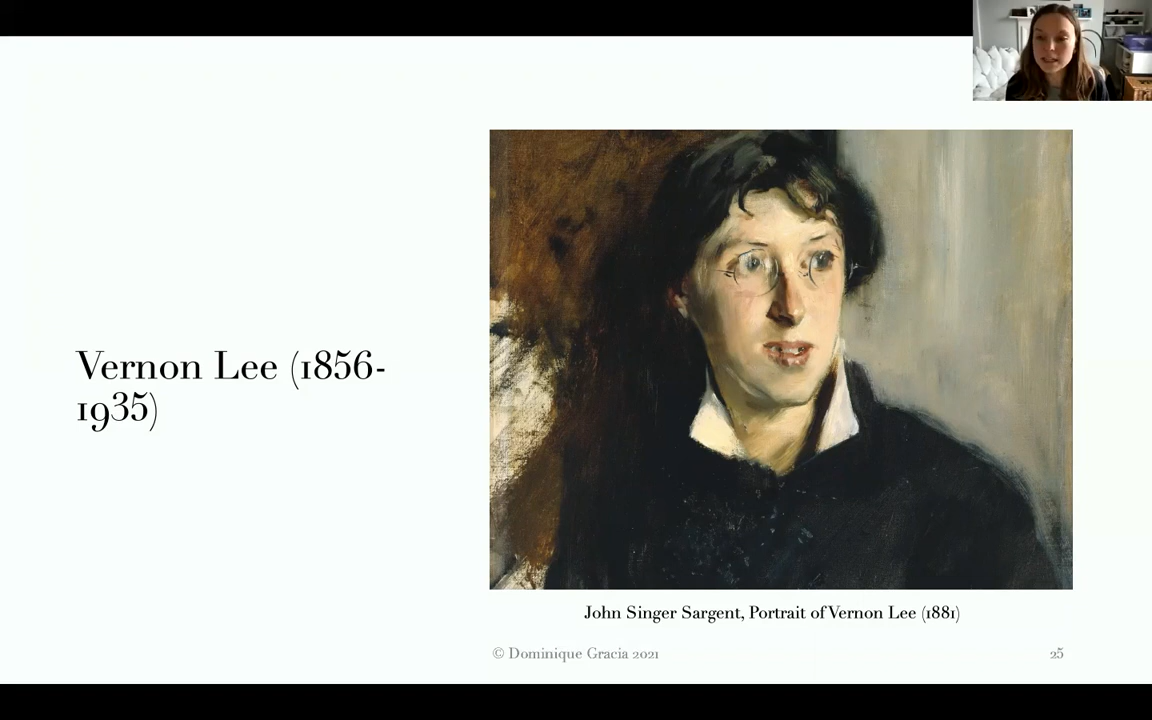 Vernon Lee (1856-
1935)
John Singer Sargent, Portrait of Vernon Lee (1881)
© Dominique Gracia 2021
25